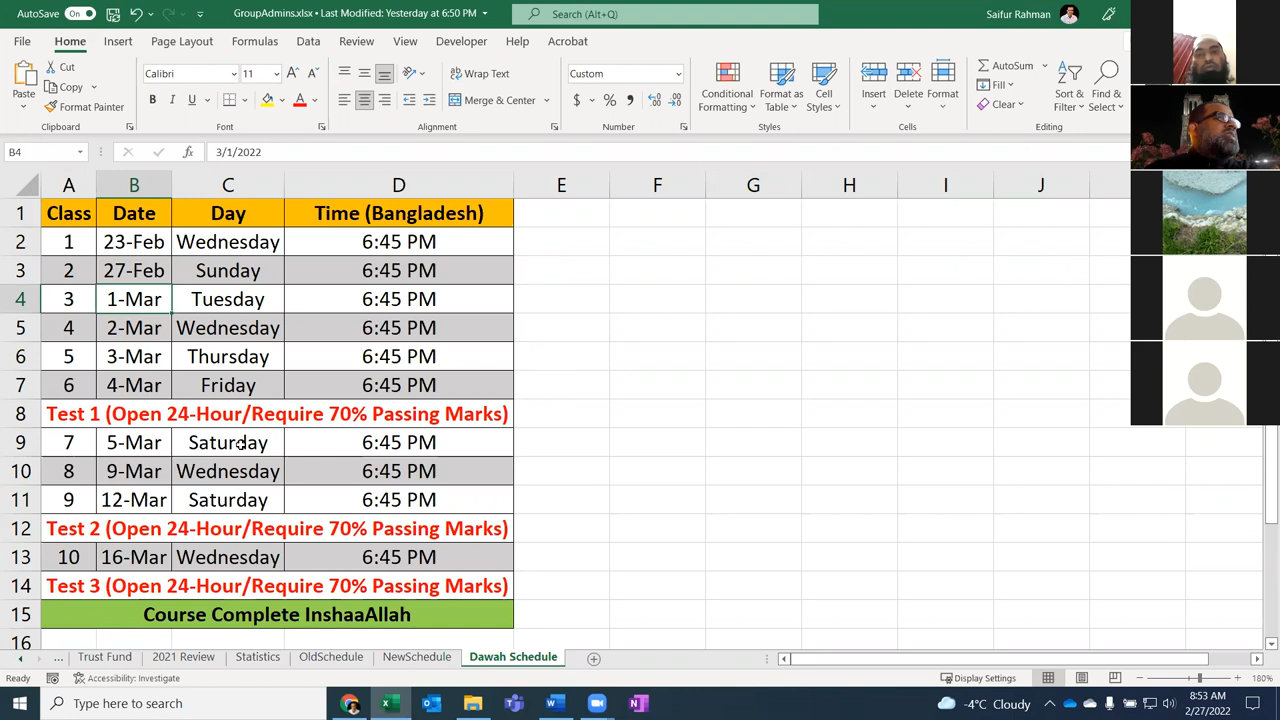 AutoSave On GroupAdmins.xlsx • Last Modified: Yesterday at 6:50 PM Search (Alt+Q) Saifur Rahman
File Home Insert Page Layout Formulas Data Review View Developer Help Acrobat
Paste Cut Copy Format Painter Clipboard
Calibri 11 B I U Font
Wrap Text Merge & Center Alignment
Custom $ % Number
Conditional Formatting Format as Table Cell Styles Styles
Insert Delete Format Cells
AutoSum Fill Clear Sort & Filter Find & Select Editing
B4 fx 3/1/2022
A B C D E F G H I J
1 Class Date Day Time (Bangladesh)
2 1 23-Feb Wednesday 6:45 PM
3 2 27-Feb Sunday 6:45 PM
4 3 1-Mar Tuesday 6:45 PM
5 4 2-Mar Wednesday 6:45 PM
6 5 3-Mar Thursday 6:45 PM
7 6 4-Mar Friday 6:45 PM
8 Test 1 (Open 24-Hour/Require 70% Passing Marks)
9 7 5-Mar Saturday 6:45 PM
10 8 9-Mar Wednesday 6:45 PM
11 9 12-Mar Saturday 6:45 PM
12 Test 2 (Open 24-Hour/Require 70% Passing Marks)
13 10 16-Mar Wednesday 6:45 PM
14 Test 3 (Open 24-Hour/Require 70% Passing Marks)
15 Course Complete InshaaAllah
16
... Trust Fund 2021 Review Statistics OldSchedule NewSchedule Dawah Schedule
Ready Accessibility: Investigate Display Settings 180%
Type here to search -4°C Cloudy 8:53 AM
2/27/2022